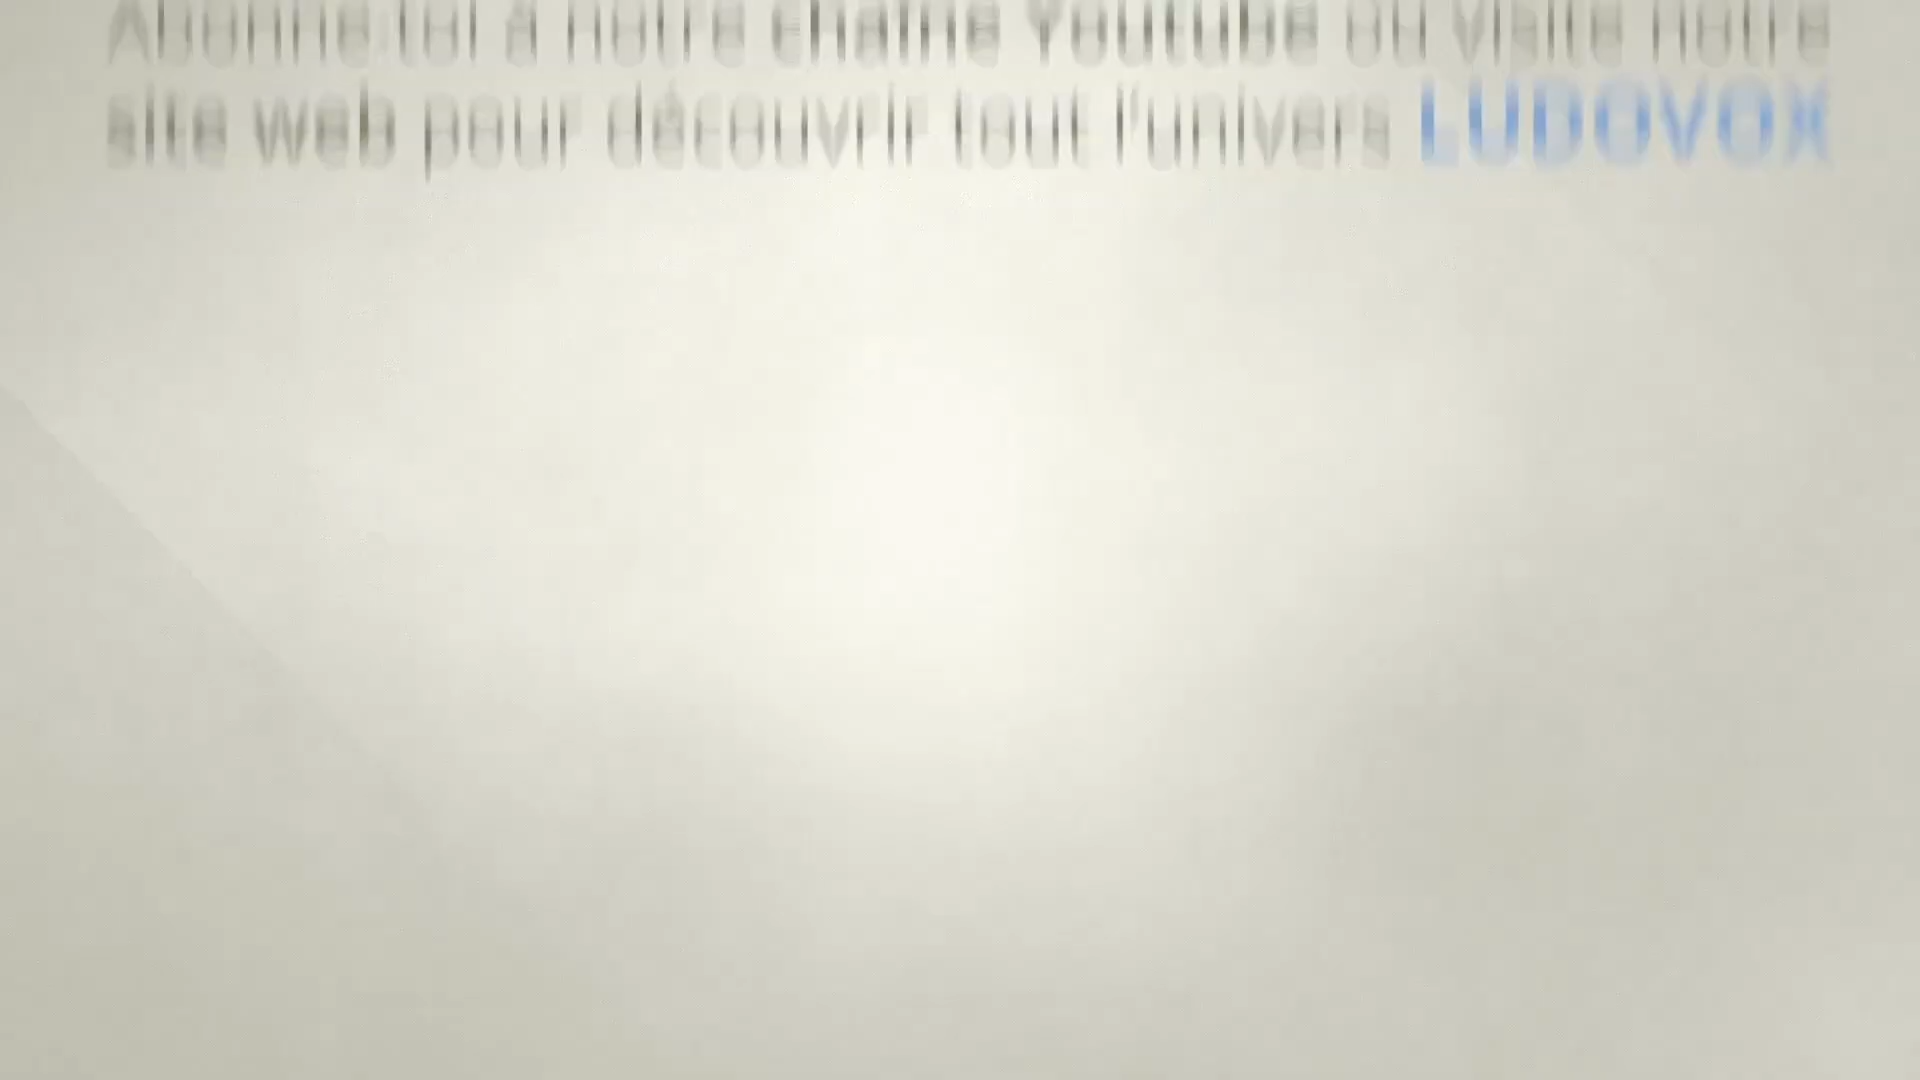 Abonne toi à notre chaîne Youtube ou visite notre
site web pour découvrir tout l'univers LUDOVOX